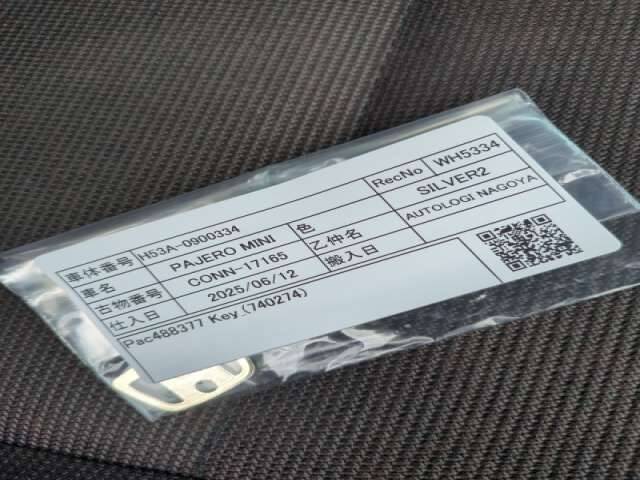 RecNo WH5334
車体番号 H53A-0900334 色 SILVER2
車名 PAJERO MINI 乙仲名 AUTOLOGI NAGOYA
古物番号 CONN-17165 搬入日
仕入日 2025/06/12
Pac488377 Key (740274)